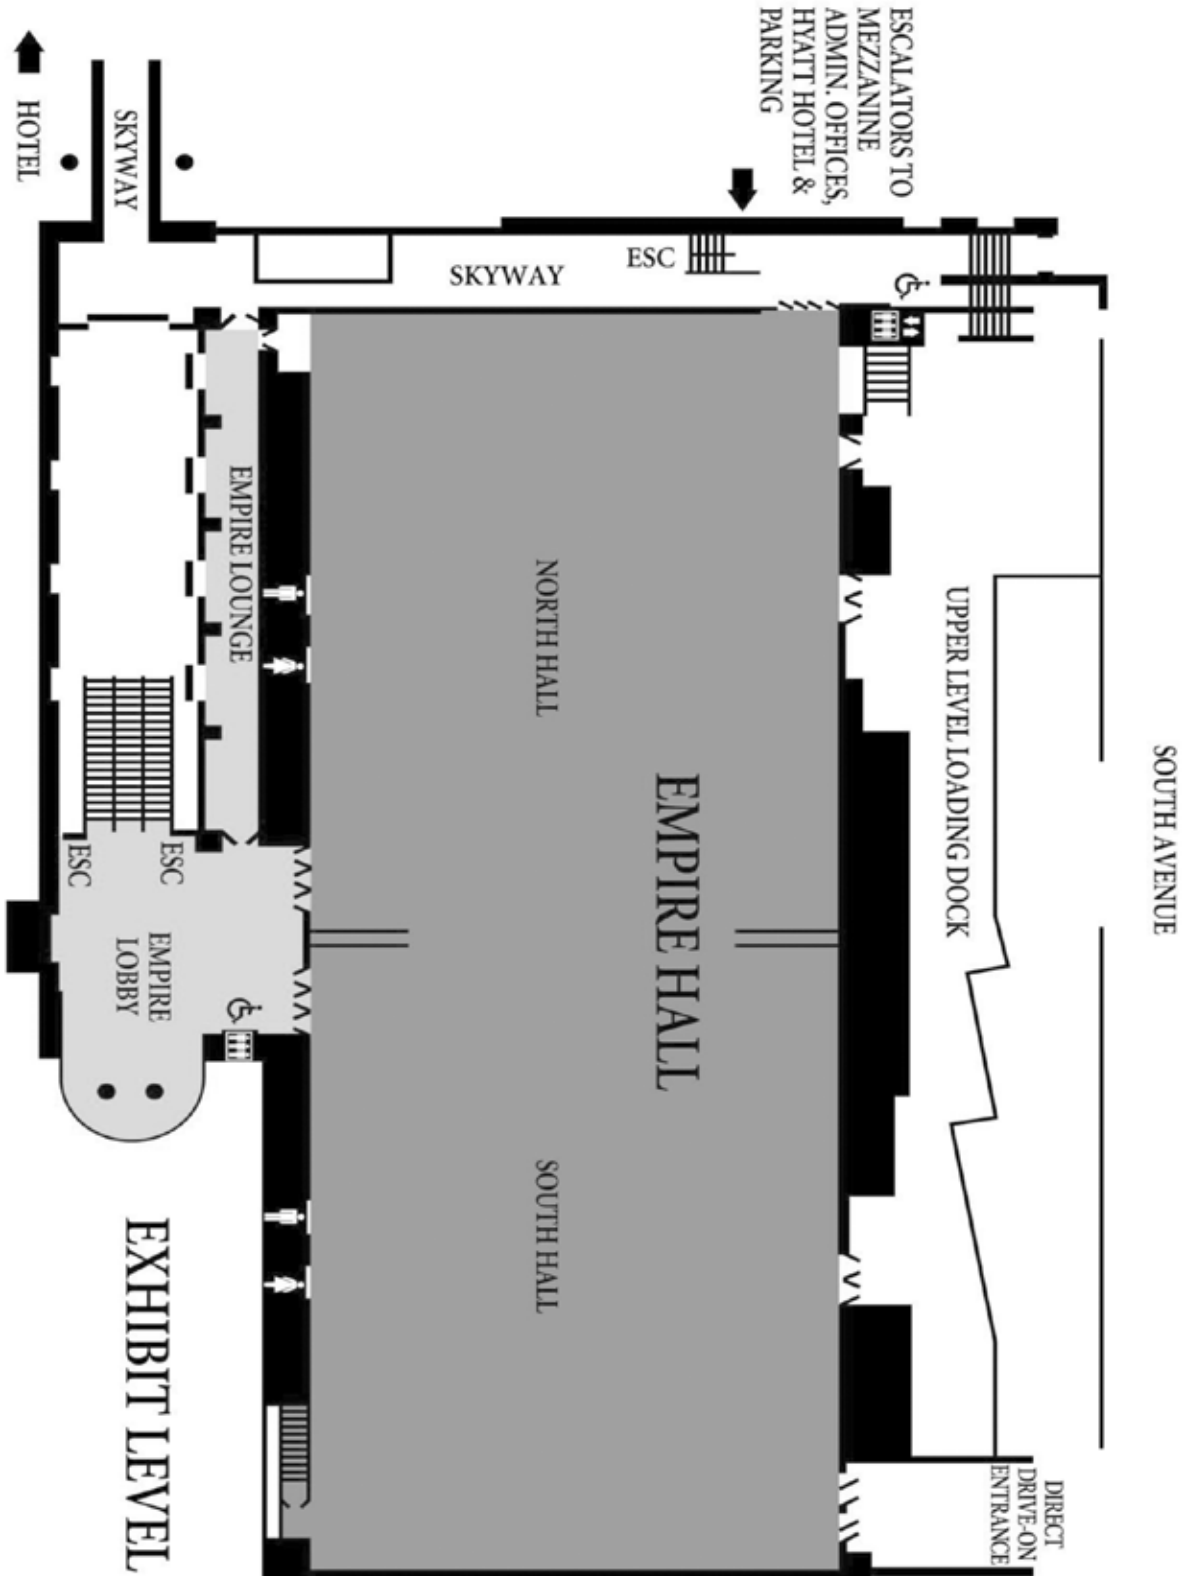 ESCALATORS TO
MEZZANINE
ADMIN. OFFICES,
HYATT HOTEL &
PARKING
HOTEL
SKYWAY
ESC
SKYWAY
EMPIRE LOUNGE
NORTH HALL
UPPER LEVEL LOADING DOCK
SOUTH AVENUE
EMPIRE HALL
ESC
ESC
EMPIRE
LOBBY
SOUTH HALL
EXHIBIT LEVEL
DIRECT
DRIVE-ON
ENTRANCE